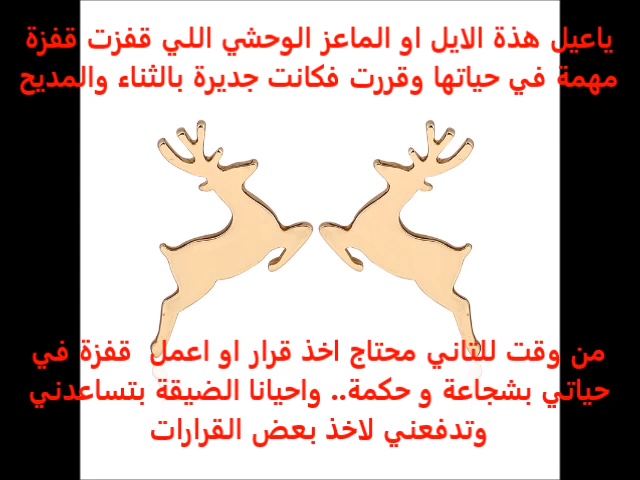 ياعيل هذة الايل او الماعز الوحشي اللي قفزت قفزة
مهمة في حياتها وقررت فكانت جديرة بالثناء والمديح
من وقت للتاني محتاج اخذ قرار او اعمل قفزة في
حياتي بشجاعة و حكمة.. واحيانا الضيقة بتساعدني
وتدفعني لاخذ بعض القرارات